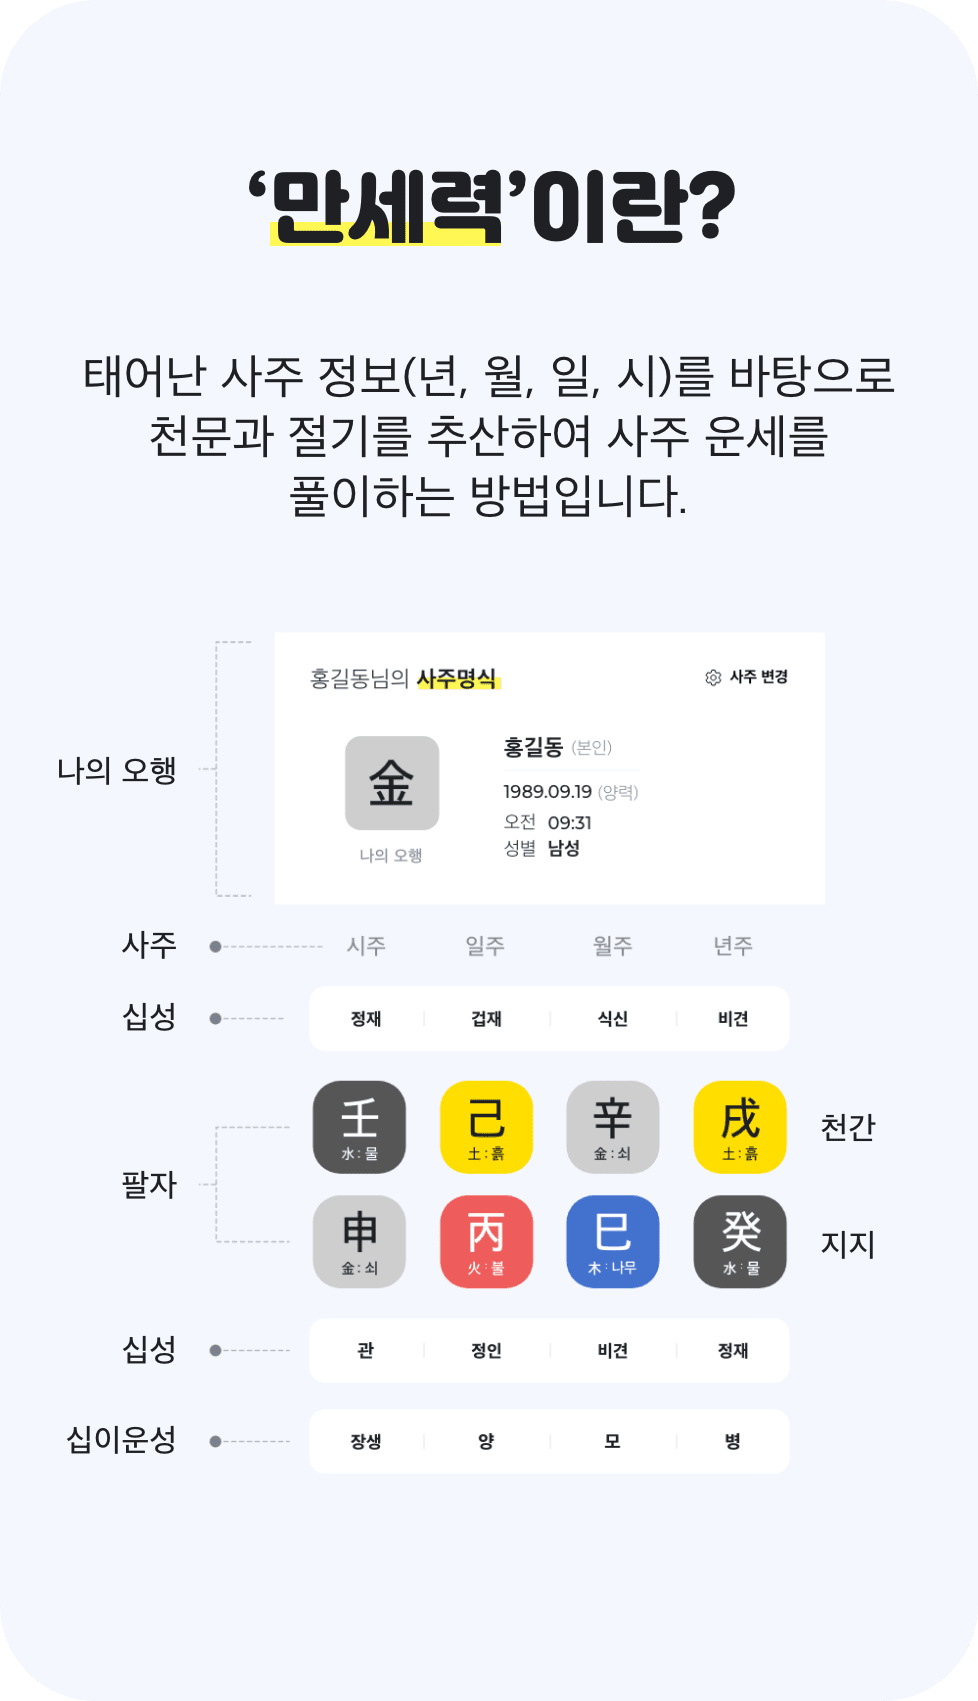 ‘만세력’이란?
태어난 사주 정보(년, 월, 일, 시)를 바탕으로
천문과 절기를 추산하여 사주 운세를
풀이하는 방법입니다.
홍길동님의 사주명식
사주 변경
나의 오행
金
나의 오행
홍길동 (본인)
1989.09.19 (양력)
오전 09:31
성별 남성
사주 시주 일주 월주 년주
십성 정재 겁재 식신 비견
팔자
壬 己 辛 戌
水 : 물 土 : 흙 金 : 쇠 土 : 흙
천간
申 丙 巳 癸
金 : 쇠 火 : 불 木 : 나무 水 : 물
지지
십성 관 정인 비견 정재
십이운성 장생 양 모 병